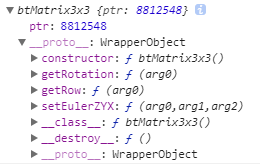 ▼ btMatrix3x3 {ptr: 8812548} i
ptr: 8812548
▼ __proto__: WrapperObject
▶ constructor: ƒ btMatrix3x3()
▶ getRotation: ƒ (arg0)
▶ getRow: ƒ (arg0)
▶ setEulerZYX: ƒ (arg0,arg1,arg2)
▶ __class__: ƒ btMatrix3x3()
▶ __destroy__: ƒ ()
▶ __proto__: WrapperObject